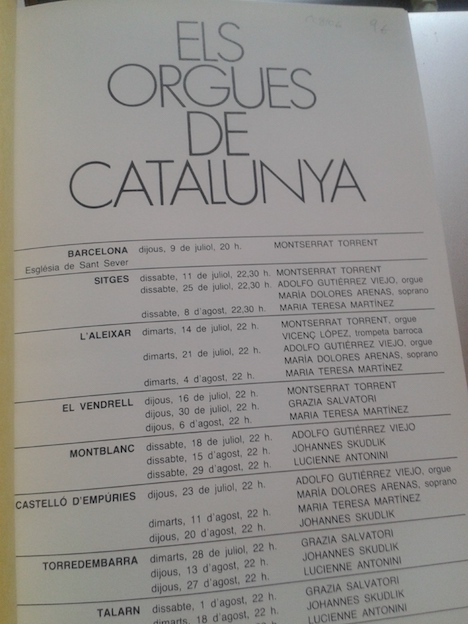 ELS
ORGUES
DE
CATALUNYA
BARCELONA dijous, 9 de juliol, 20 h. MONTSERRAT TORRENT
Església de Sant Sever
SITGES dissabte, 11 de juliol, 22,30 h. MONTSERRAT TORRENT
dissabte, 25 de juliol, 22,30 h. ADOLFO GUTIÉRREZ VIEJO, orgue
MARÍA DOLORES ARENAS, soprano
dissabte, 8 d'agost, 22,30 h. MARIA TERESA MARTÍNEZ
L'ALEIXAR dimarts, 14 de juliol, 22 h. MONTSERRAT TORRENT, orgue
VICENÇ LÓPEZ, trompeta barroca
dimarts, 21 de juliol, 22 h. ADOLFO GUTIÉRREZ VIEJO, orgue
MARÍA DOLORES ARENAS, soprano
dimarts, 4 d'agost, 22 h. MARIA TERESA MARTÍNEZ
EL VENDRELL dijous, 16 de juliol, 22 h. MONTSERRAT TORRENT
dijous, 30 de juliol, 22 h. GRAZIA SALVATORI
dijous, 6 d'agost, 22 h. MARIA TERESA MARTÍNEZ
MONTBLANC dissabte, 18 de juliol, 22 h. ADOLFO GUTIÉRREZ VIEJO
dissabte, 15 d'agost, 22 h. JOHANNES SKUDLIK
dissabte, 29 d'agost, 22 h. LUCIENNE ANTONINI
CASTELLÓ D'EMPÚRIES dijous, 23 de juliol, 22 h. ADOLFO GUTIÉRREZ VIEJO, orgue
MARÍA DOLORES ARENAS, soprano
dimarts, 11 d'agost, 22 h. MARIA TERESA MARTÍNEZ
dijous, 20 d'agost, 22 h. JOHANNES SKUDLIK
TORREDEMBARRA dimarts, 28 de juliol, 22 h. GRAZIA SALVATORI
dijous, 13 d'agost, 22 h. JOHANNES SKUDLIK
dijous, 27 d'agost, 22 h. LUCIENNE ANTONINI
TALARN dissabte, 1 d'agost, 22 h. GRAZIA SALVATORI
dimarts, 18 d'agost, 22 h. JOHANNES SKUDLIK
LUCIENNE ANTONINI